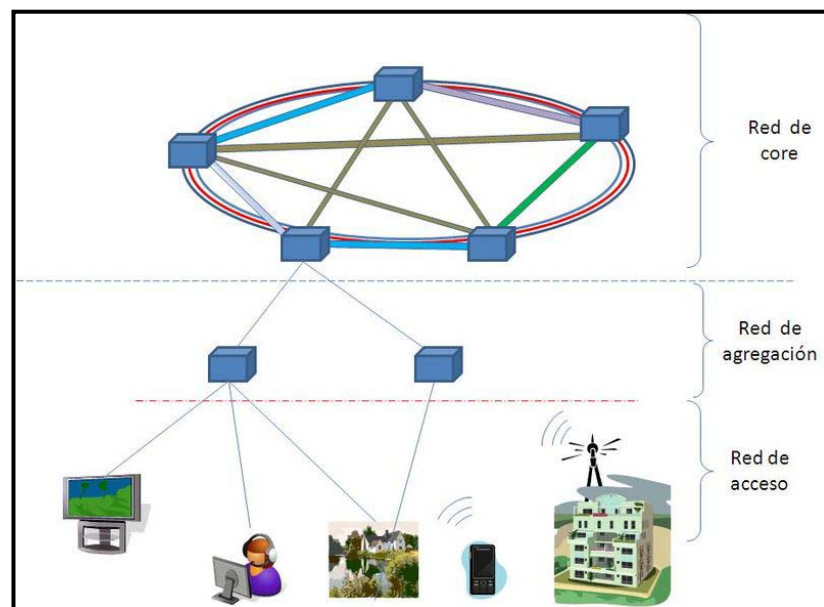 Red de
core
Red de
agregación
Red de
acceso